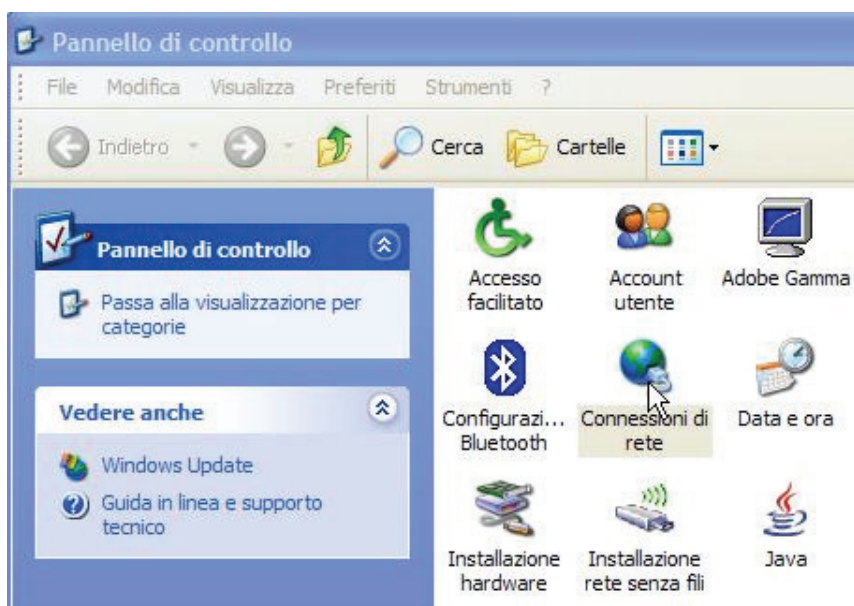 Pannello di controllo
File Modifica Visualizza Preferiti Strumenti ?
Indietro Cerca Cartelle
Pannello di controllo
Passa alla visualizzazione per
categorie
Vedere anche
Windows Update
Guida in linea e supporto
tecnico
Accesso
facilitato
Account
utente
Adobe Gamma
Configurazi...
Bluetooth
Connessioni di
rete
Data e ora
Installazione
hardware
Installazione
rete senza fili
Java